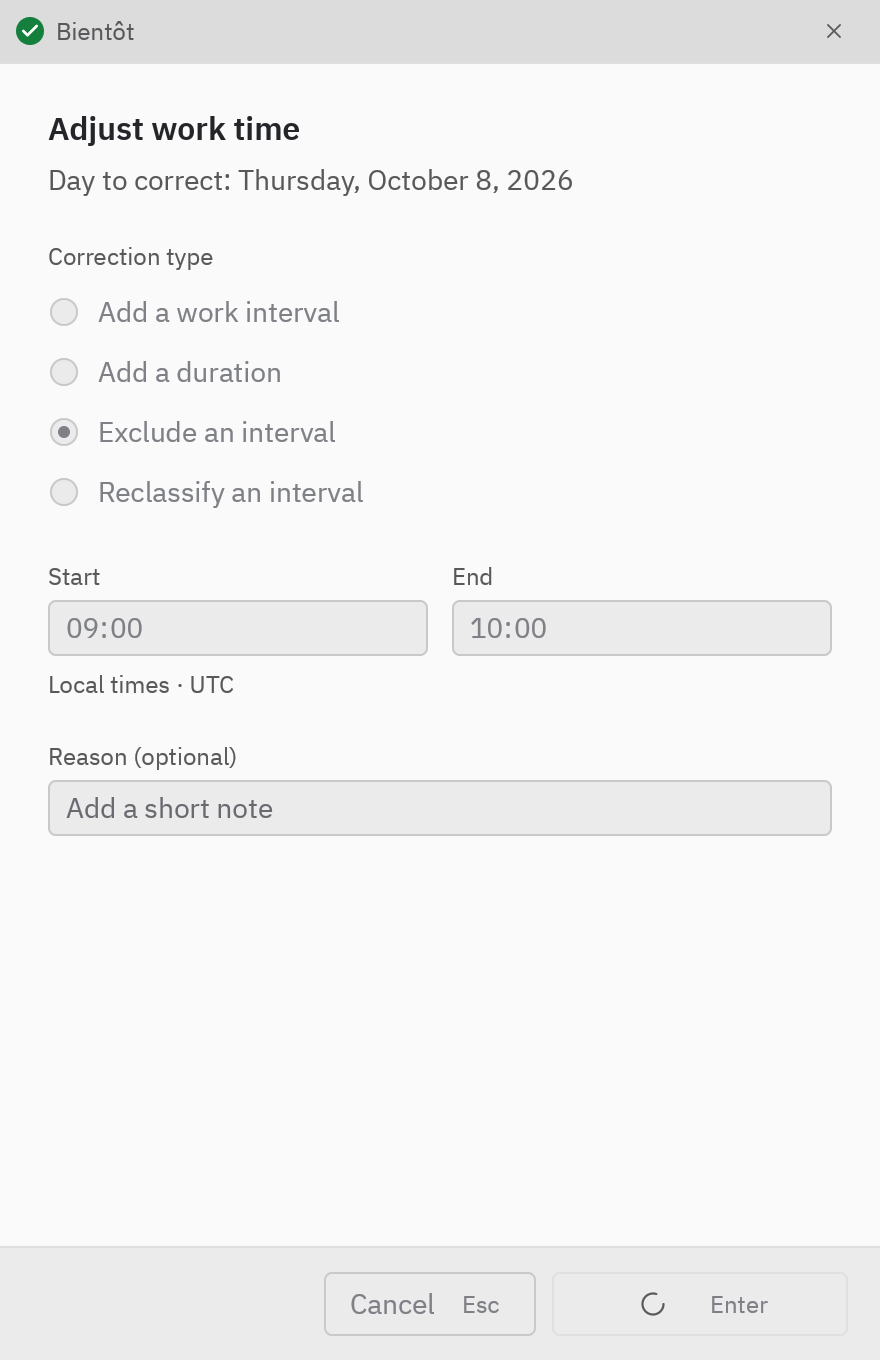 Bientôt
Adjust work time
Day to correct: Thursday, October 8, 2026
Correction type
Add a work interval
Add a duration
Exclude an interval
Reclassify an interval
Start End
09:00 10:00
Local times · UTC
Reason (optional)
Add a short note
Cancel Esc Enter